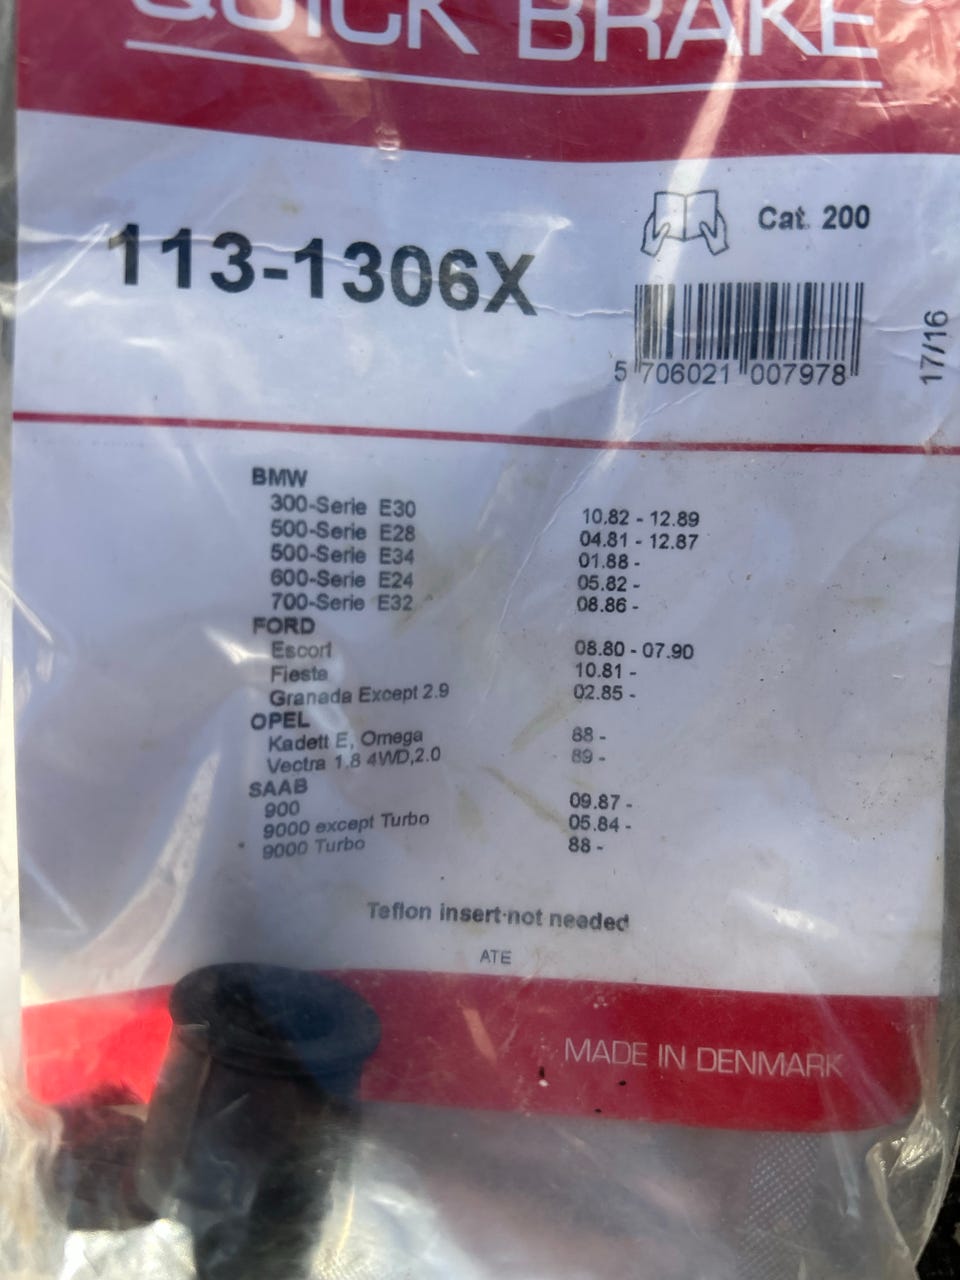 QUICK BRAKE
113-1306X
Cat. 200
5 706021 007978
17/16
BMW
300-Serie E30 10.82 - 12.89
500-Serie E28 04.81 - 12.87
500-Serie E34 01.88 -
600-Serie E24 05.82 -
700-Serie E32 08.86 -
FORD
Escort 08.80 - 07.90
Fiesta 10.81 -
Granada Except 2.9 02.85 -
OPEL
Kadett E, Omega 88 -
Vectra 1.8 4WD,2.0 89 -
SAAB
900 09.87 -
9000 except Turbo 05.84 -
9000 Turbo 88 -
Teflon insert not needed
ATE
MADE IN DENMARK